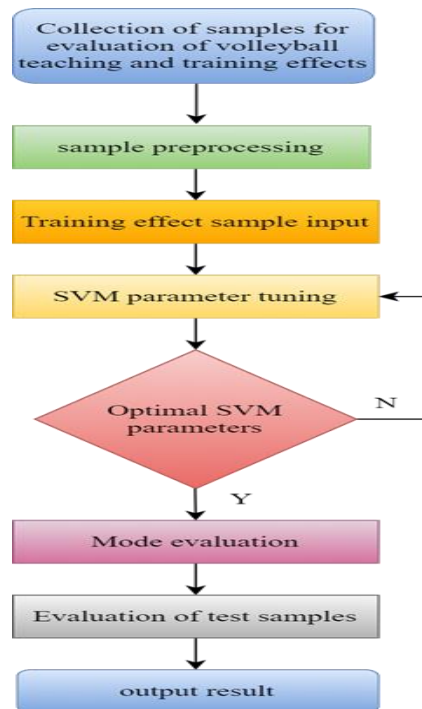 Collection of samples for
evaluation of volleyball
teaching and training effects
sample preprocessing
Training effect sample input
SVM parameter tuning
Optimal SVM
parameters
N
Y
Mode evaluation
Evaluation of test samples
output result